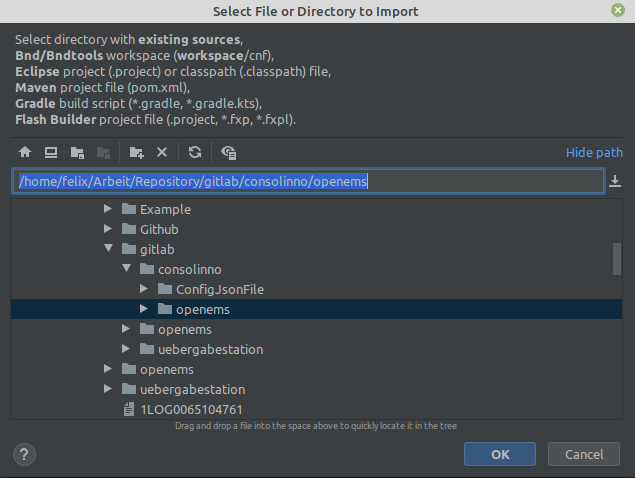 Select File or Directory to Import
Select directory with existing sources,
Bnd/Bndtools workspace (workspace/cnf),
Eclipse project (.project) or classpath (.classpath) file,
Maven project file (pom.xml),
Gradle build script (*.gradle, *.gradle.kts),
Flash Builder project file (.project, *.fxp, *.fxpl).
Hide path
/home/felix/Arbeit/Repository/gitlab/consolinno/openems
Example
Github
gitlab
consolinno
ConfigJsonFile
openems
openems
uebergabestation
openems
uebergabestation
1LOG0065104761
Drag and drop a file into the space above to quickly locate it in the tree
? OK Cancel